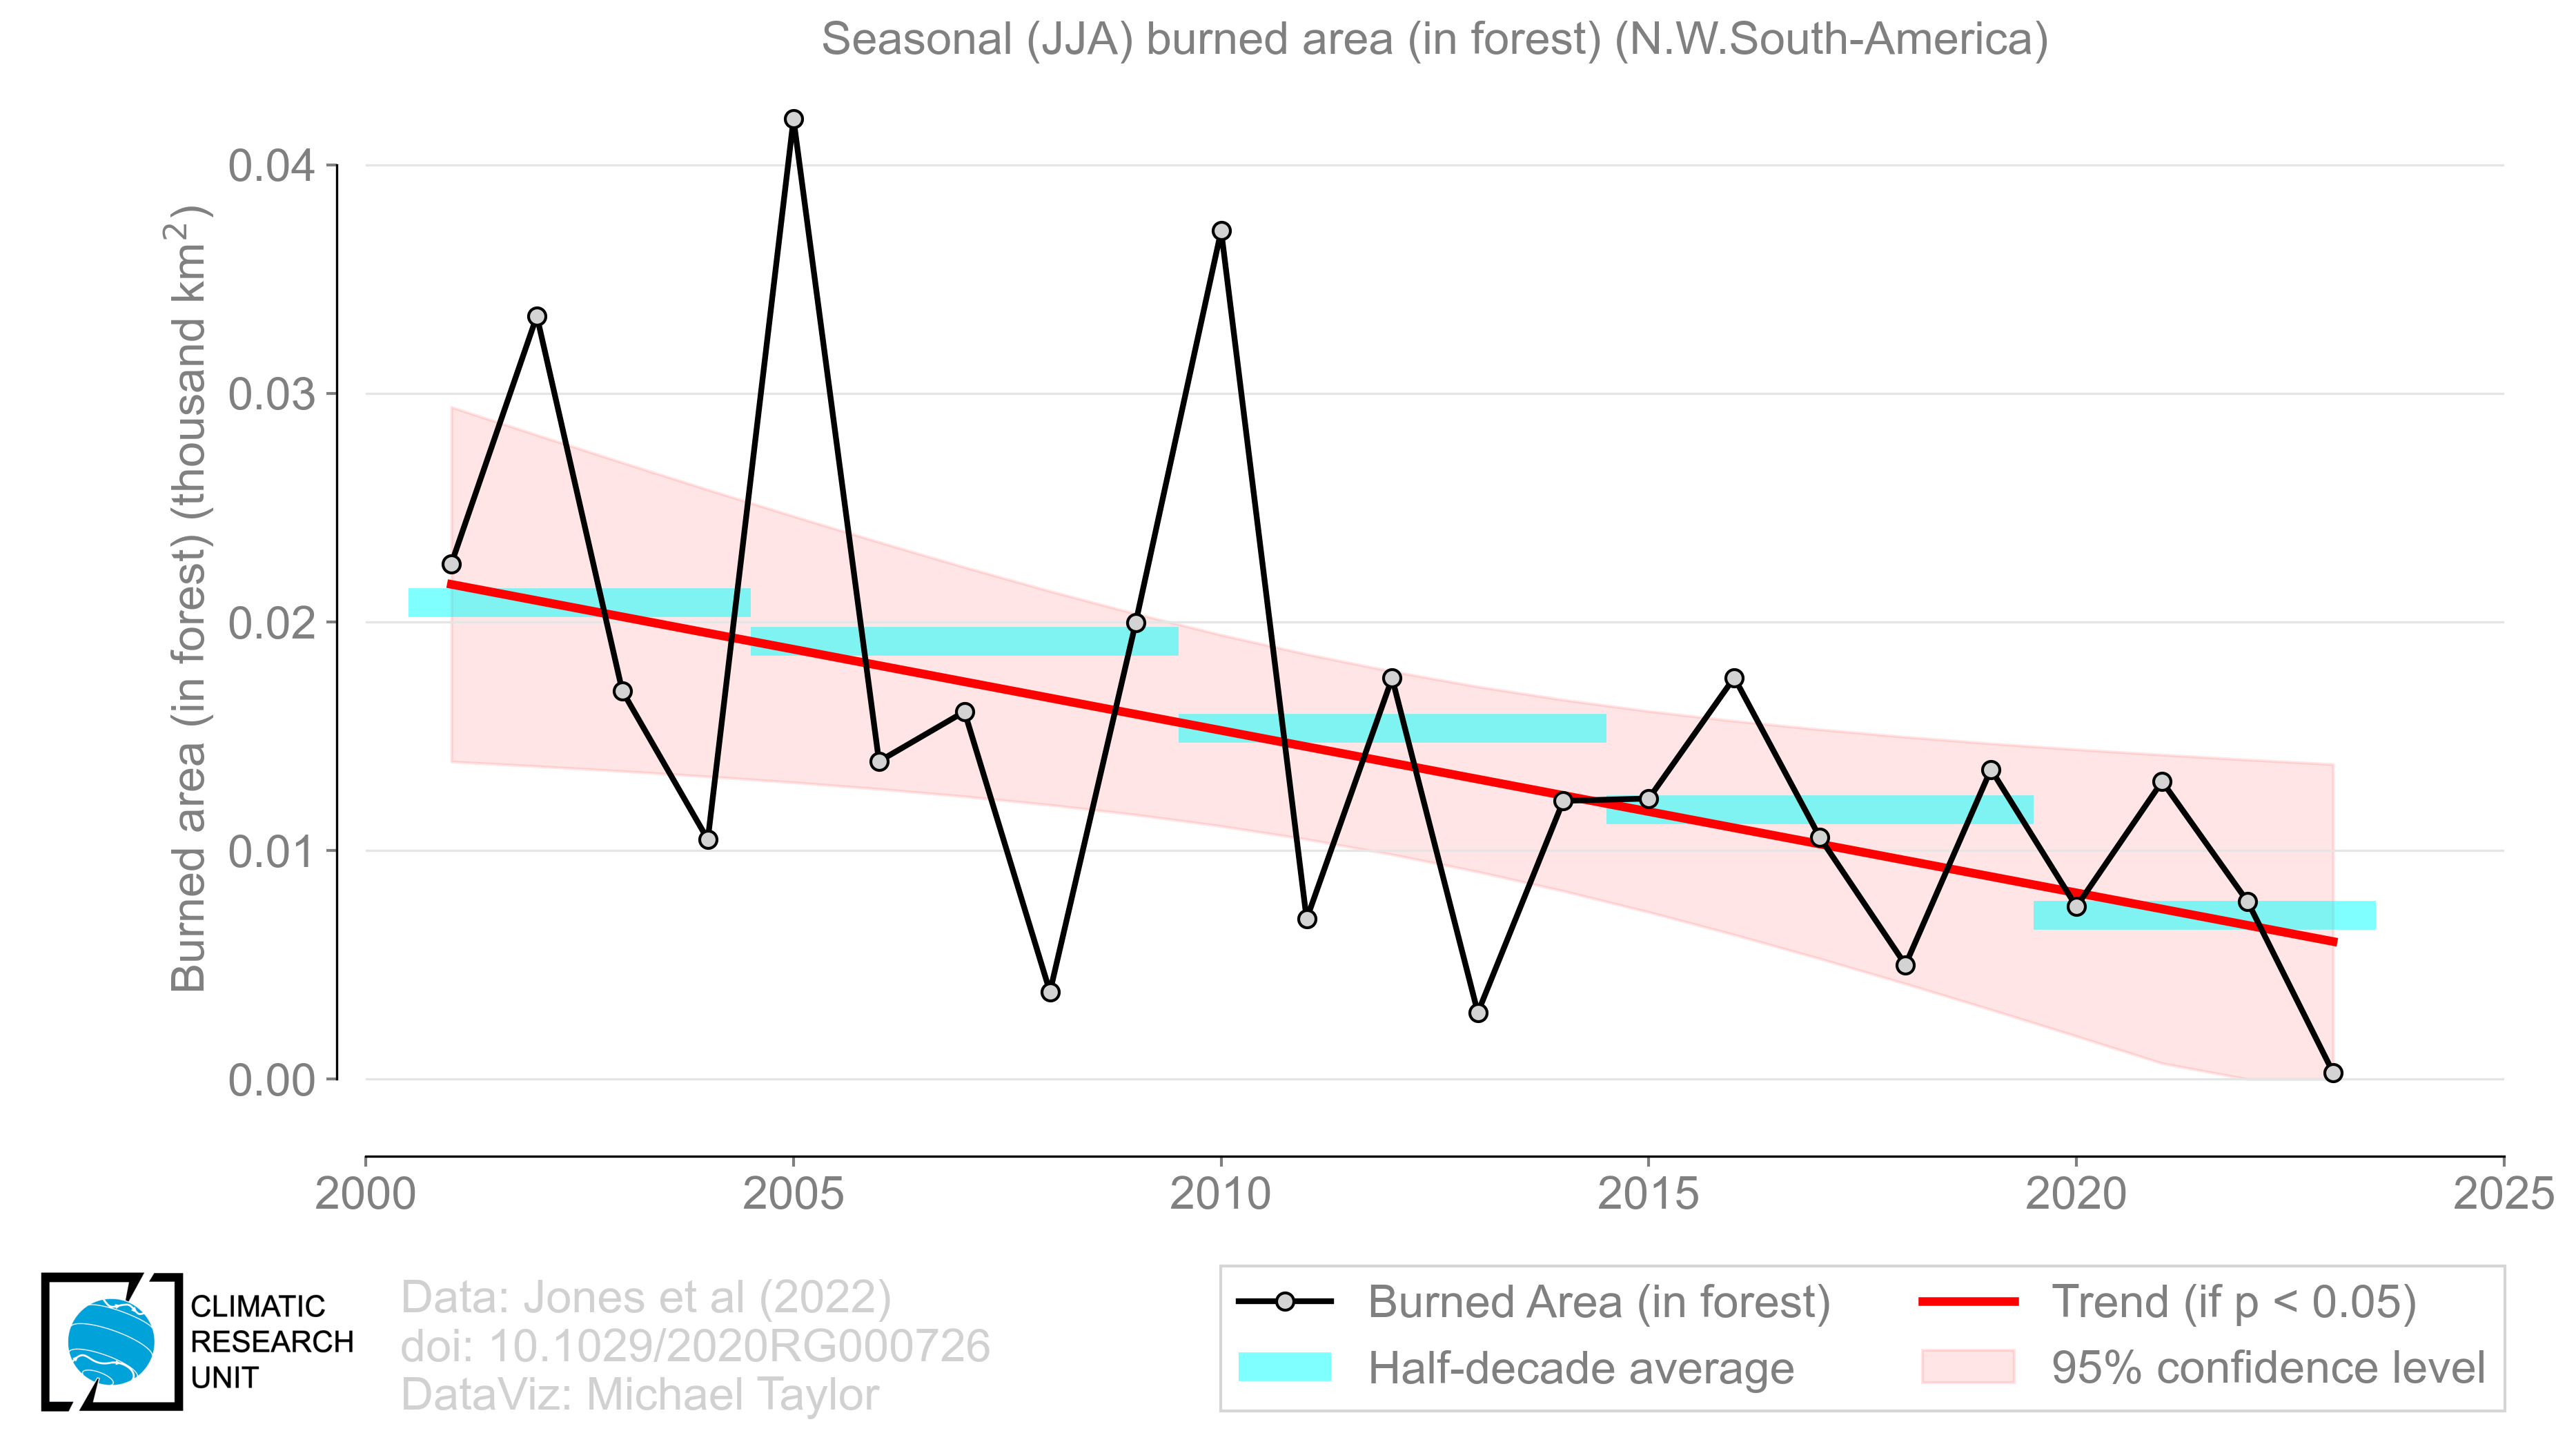 Seasonal (JJA) burned area (in forest) (N.W.South-America)
Burned area (in forest) (thousand km²)
0.04
0.03
0.02
0.01
0.00
2000
2005
2010
2015
2020
2025
CLIMATIC
RESEARCH
UNIT
Data: Jones et al (2022)
doi: 10.1029/2020RG000726
DataViz: Michael Taylor
Burned Area (in forest)
Half-decade average
Trend (if p < 0.05)
95% confidence level